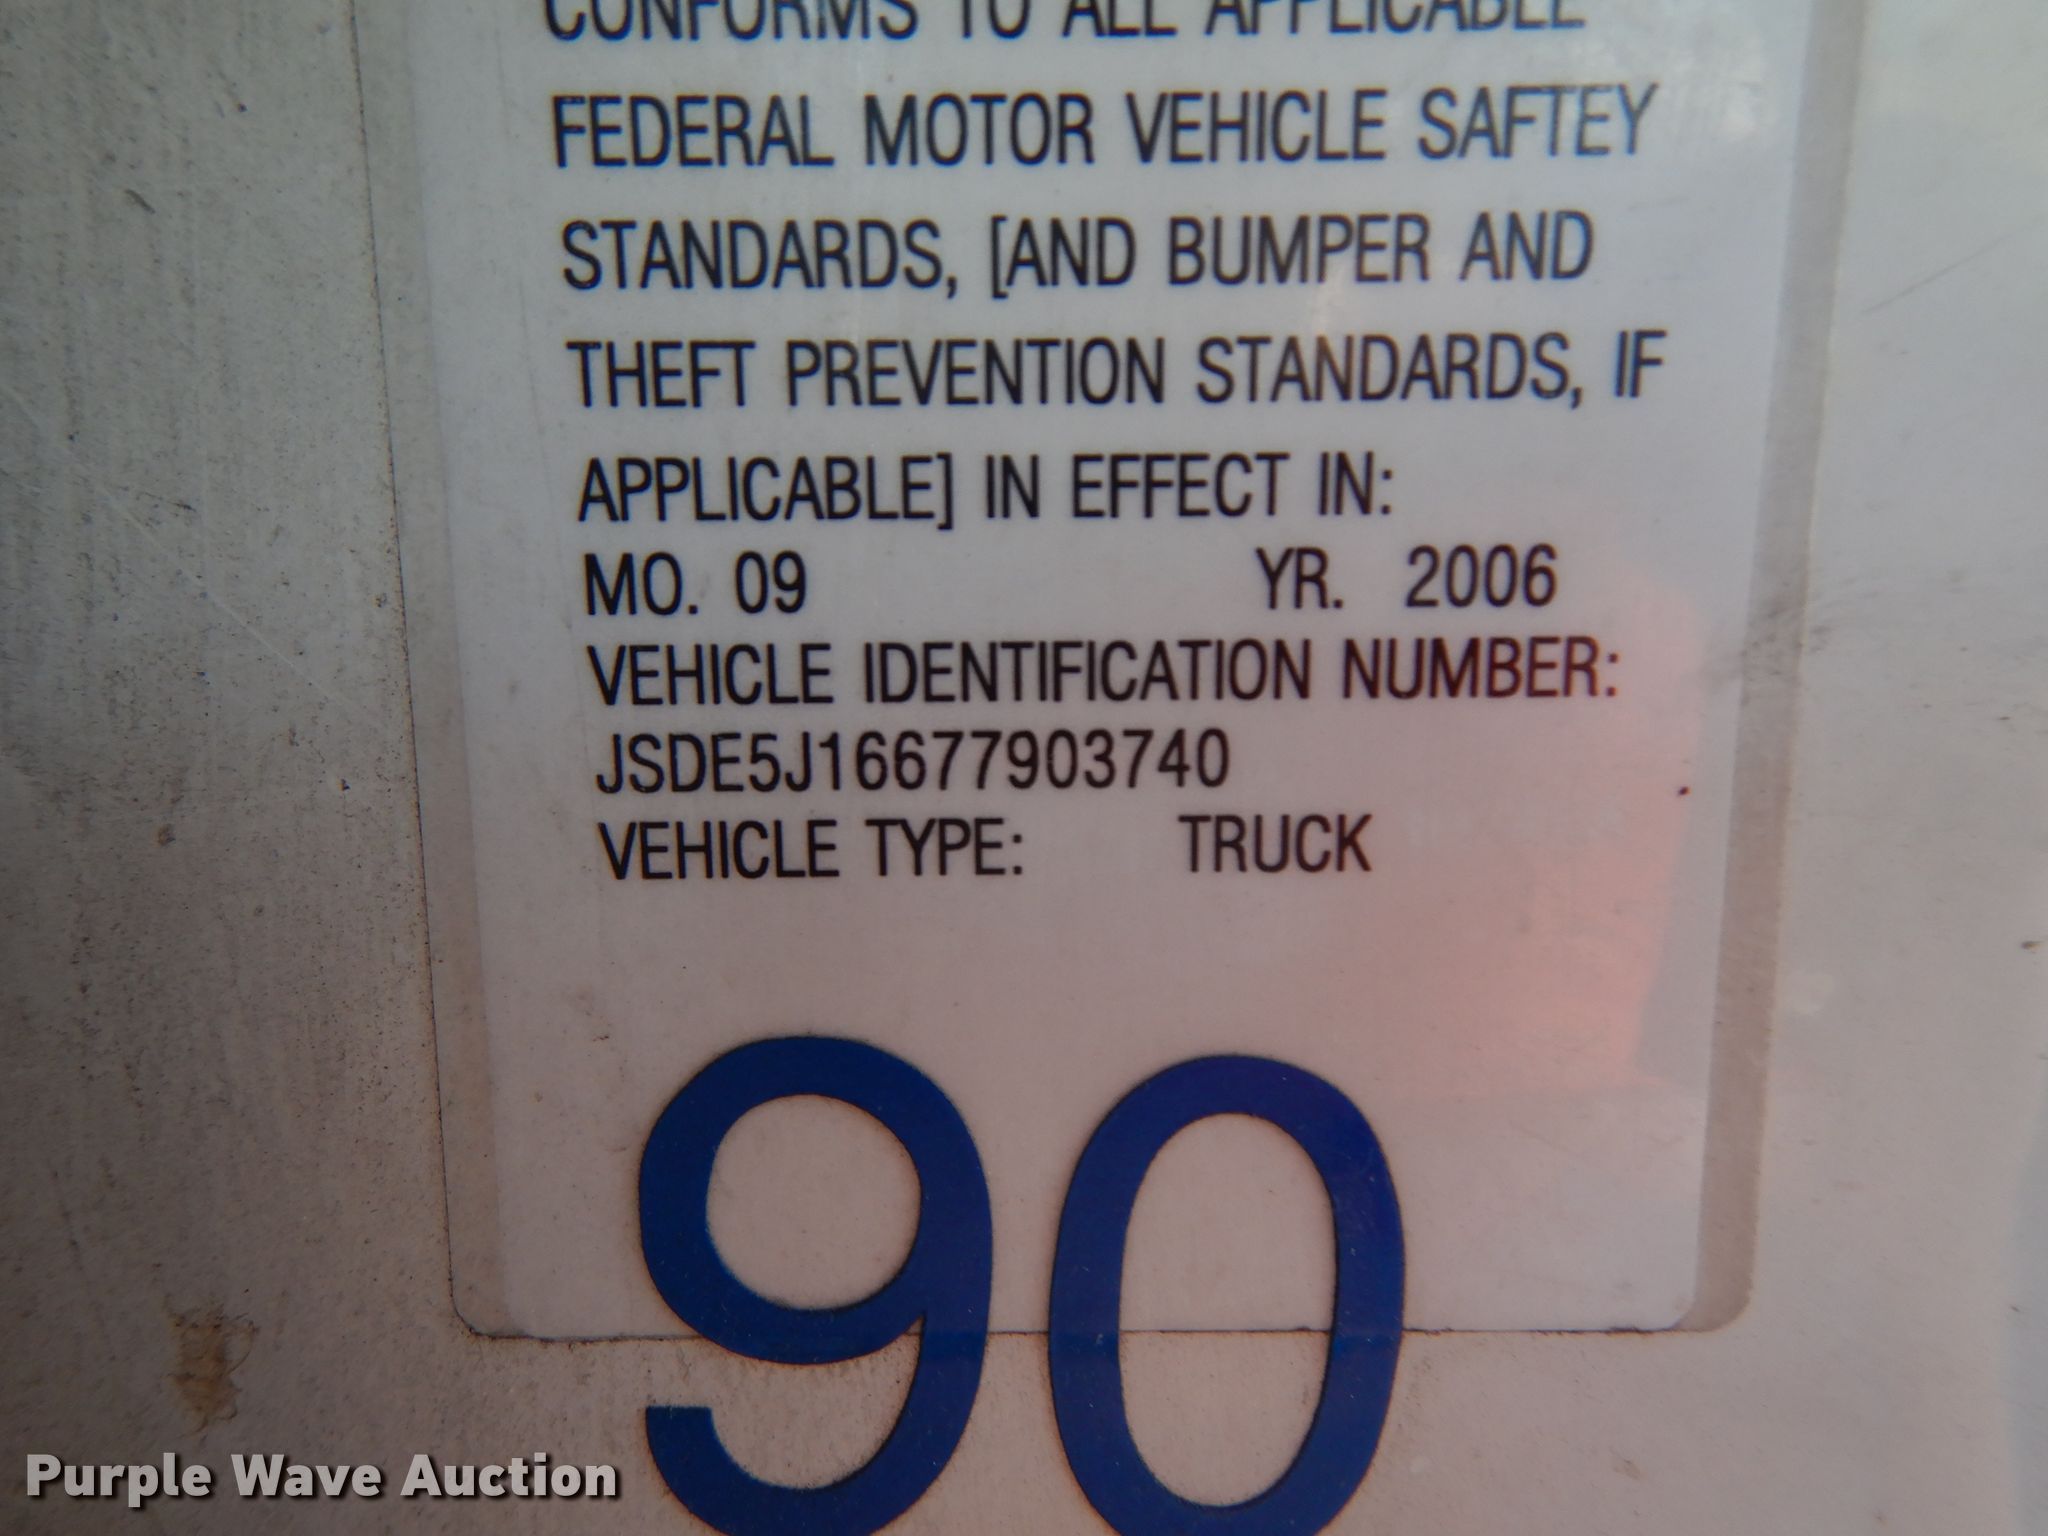 CONFORMS TO ALL APPLICABLE
FEDERAL MOTOR VEHICLE SAFTEY
STANDARDS, [AND BUMPER AND
THEFT PREVENTION STANDARDS, IF
APPLICABLE] IN EFFECT IN:
MO. 09 YR. 2006
VEHICLE IDENTIFICATION NUMBER:
JSDE5J16677903740
VEHICLE TYPE: TRUCK
90
Purple Wave Auction